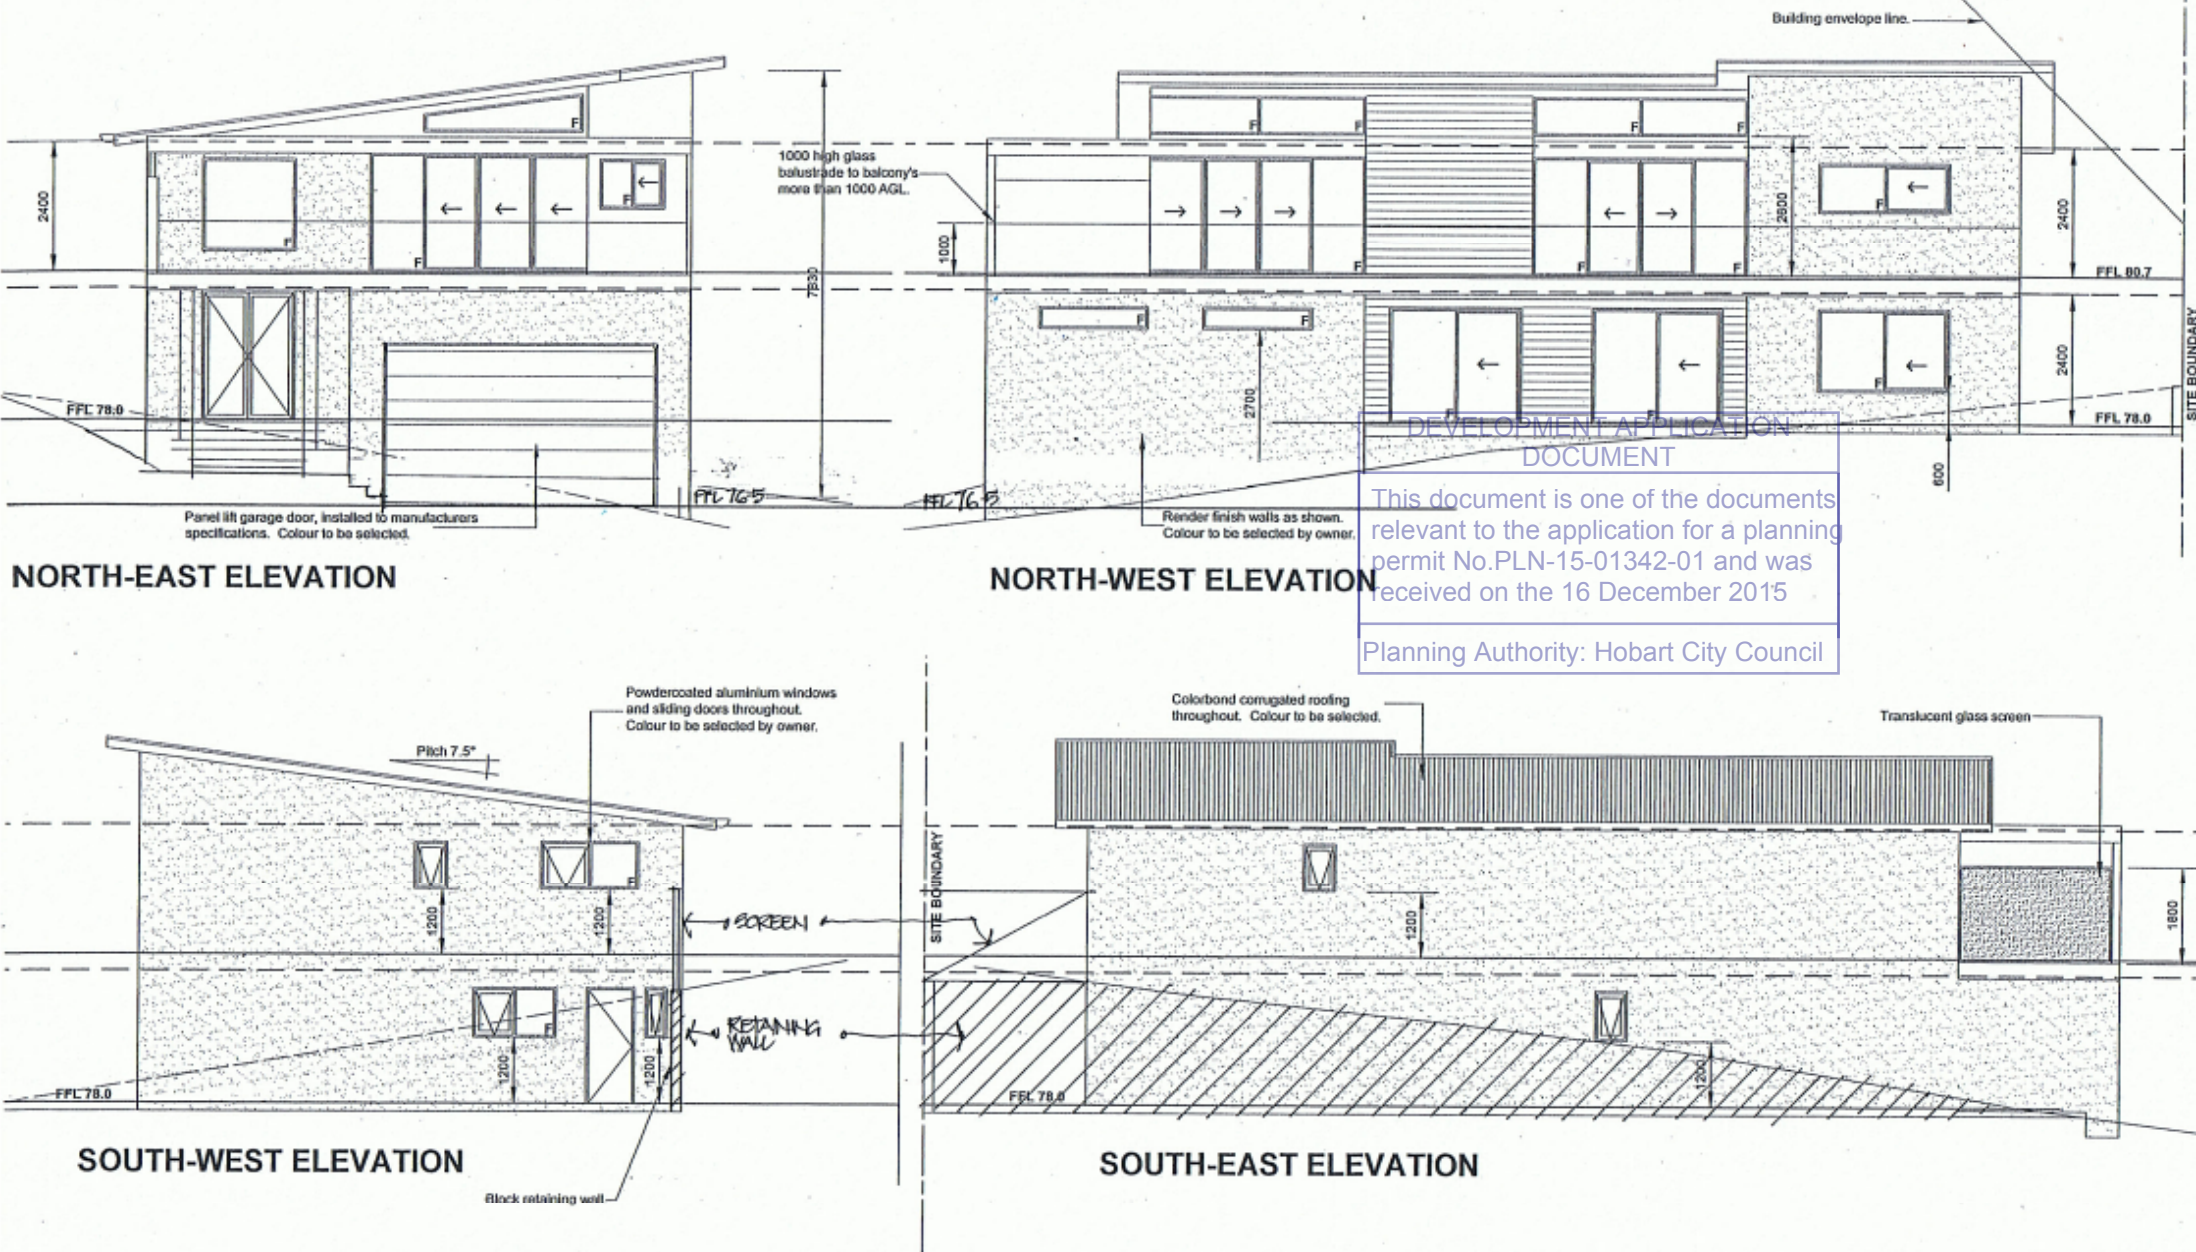 Building envelope line.
F
2400
F
F
F
1000 high glass
balustrade to balcony's
more than 1000 AGL.
7830
FFL 78.0
FFL 76.5
Panel lift garage door, installed to manufacturers
specifications. Colour to be selected.
NORTH-EAST ELEVATION
F
F
F
F
1000
F
F
F
2600
F
2400
FFL 80.7
F
F
2700
F
F
F
2400
FFL 78.0
600
SITE BOUNDARY
FFL 76.5
Render finish walls as shown.
Colour to be selected by owner.
NORTH-WEST ELEVATION
DEVELOPMENT APPLICATION
DOCUMENT
This document is one of the documents
relevant to the application for a planning
permit No.PLN-15-01342-01 and was
received on the 16 December 2015
Planning Authority: Hobart City Council
Powdercoated aluminium windows
and sliding doors throughout.
Colour to be selected by owner.
Pitch 7.5°
F
1200
1200
SCREEN
F
1200
1200
RETAINING
WALL
FFL 78.0
SOUTH-WEST ELEVATION
Block retaining wall
Colorbond corrugated roofing
throughout. Colour to be selected.
Translucent glass screen
SITE BOUNDARY
1200
1800
1200
FFL 78.0
SOUTH-EAST ELEVATION